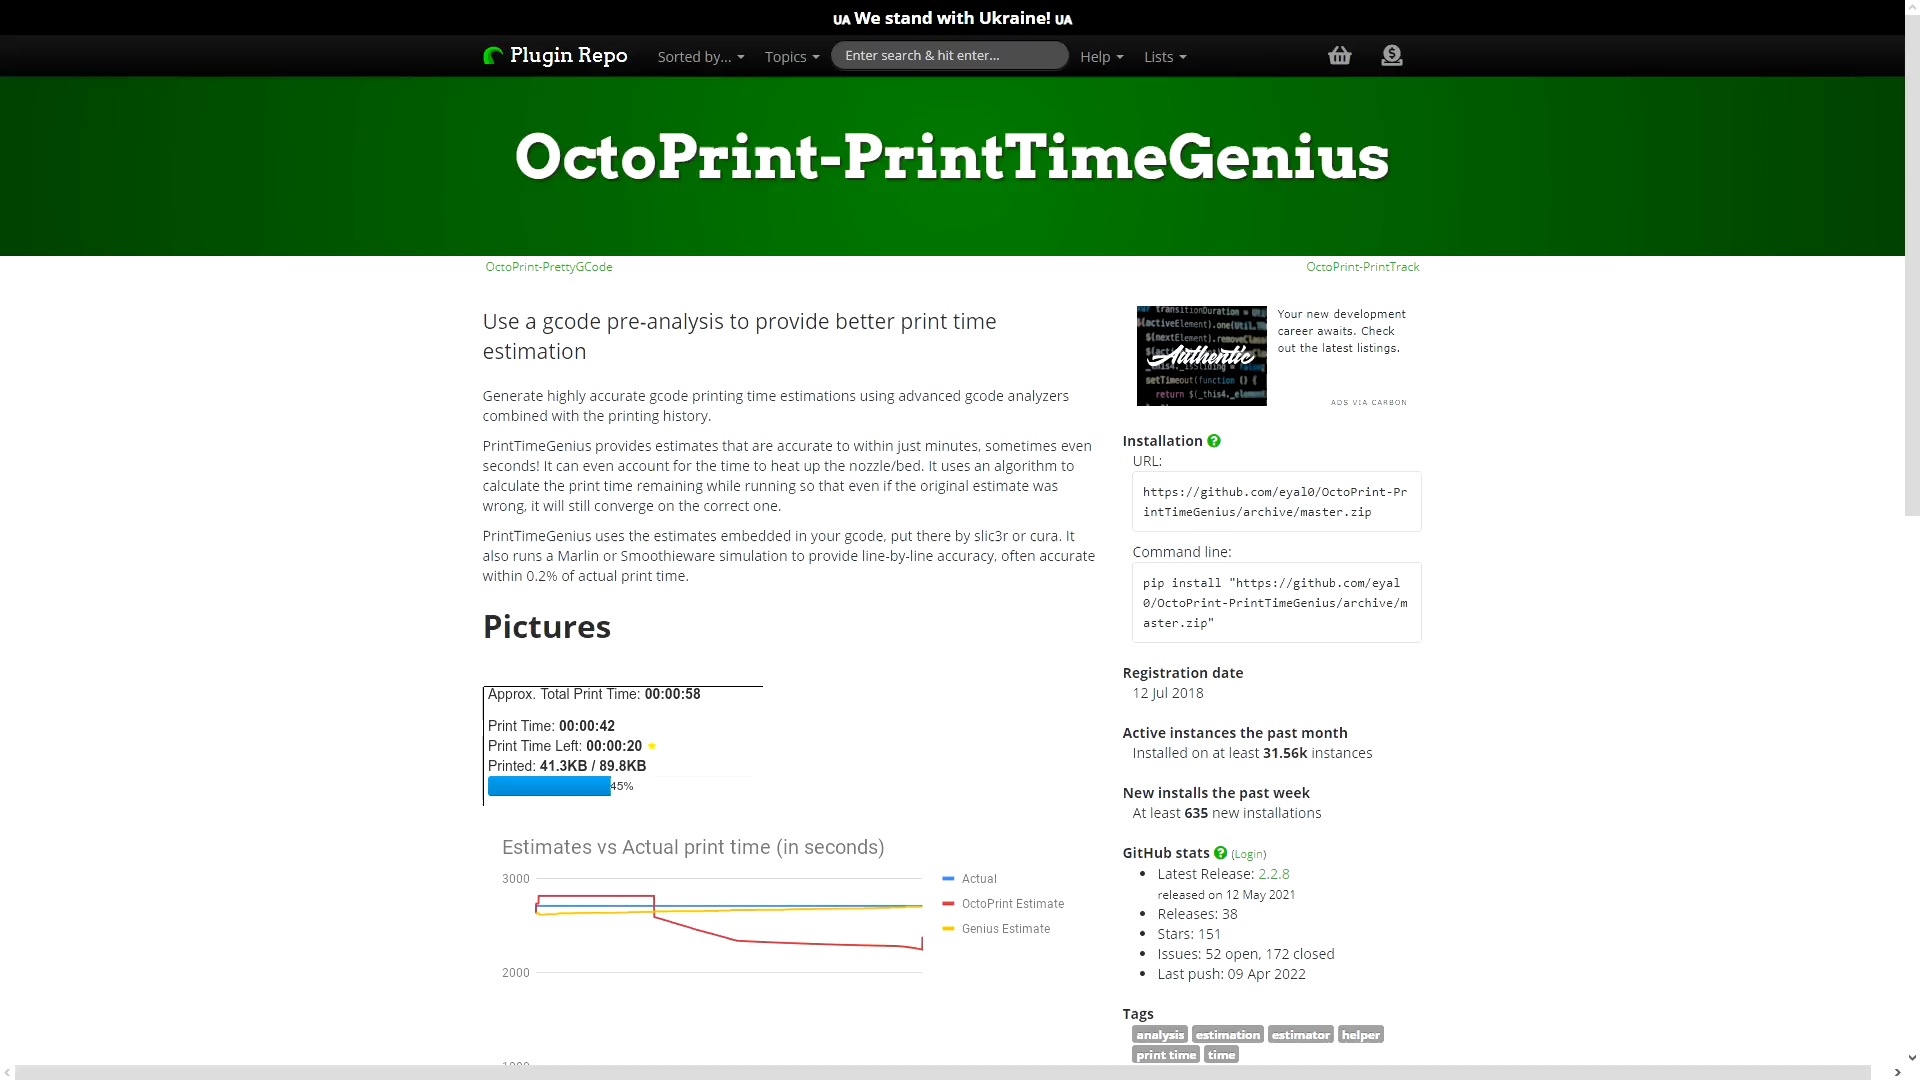 UA We stand with Ukraine! UA
Plugin Repo
Sorted by...
Topics
Enter search & hit enter...
Help
Lists
OctoPrint-PrintTimeGenius
OctoPrint-PrettyGCode
OctoPrint-PrintTrack
Use a gcode pre-analysis to provide better print time
estimation
Generate highly accurate gcode printing time estimations using advanced gcode analyzers
combined with the printing history.
PrintTimeGenius provides estimates that are accurate to within just minutes, sometimes even
seconds! It can even account for the time to heat up the nozzle/bed. It uses an algorithm to
calculate the print time remaining while running so that even if the original estimate was
wrong, it will still converge on the correct one.
PrintTimeGenius uses the estimates embedded in your gcode, put there by slic3r or cura. It
also runs a Marlin or Smoothieware simulation to provide line-by-line accuracy, often accurate
within 0.2% of actual print time.
Pictures
Approx. Total Print Time: 00:00:58
Print Time: 00:00:42
Print Time Left: 00:00:20
Printed: 41.3KB / 89.8KB
45%
Estimates vs Actual print time (in seconds)
3000
2000
Actual
OctoPrint Estimate
Genius Estimate
Authentic
Your new development
career awaits. Check
out the latest listings.
ADS VIA CARBON
Installation
URL:
https://github.com/eyal0/OctoPrint-Pr
intTimeGenius/archive/master.zip
Command line:
pip install "https://github.com/eyal
0/OctoPrint-PrintTimeGenius/archive/m
aster.zip"
Registration date
12 Jul 2018
Active instances the past month
Installed on at least 31.56k instances
New installs the past week
At least 635 new installations
GitHub stats (Login)
Latest Release: 2.2.8
released on 12 May 2021
Releases: 38
Stars: 151
Issues: 52 open, 172 closed
Last push: 09 Apr 2022
Tags
analysis estimation estimator helper
print time time